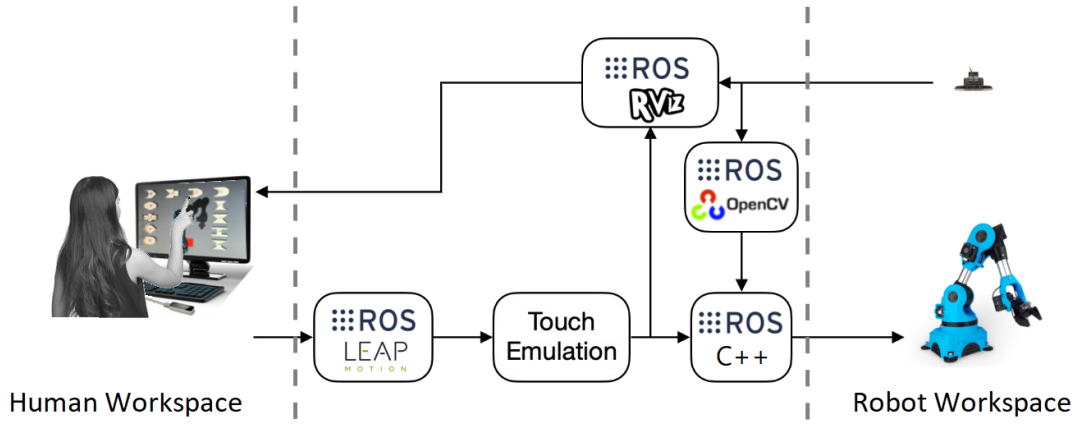 ROS
RViz
ROS
OpenCV
ROS
LEAP
MOTION
Touch
Emulation
ROS
C++
Human Workspace
Robot Workspace